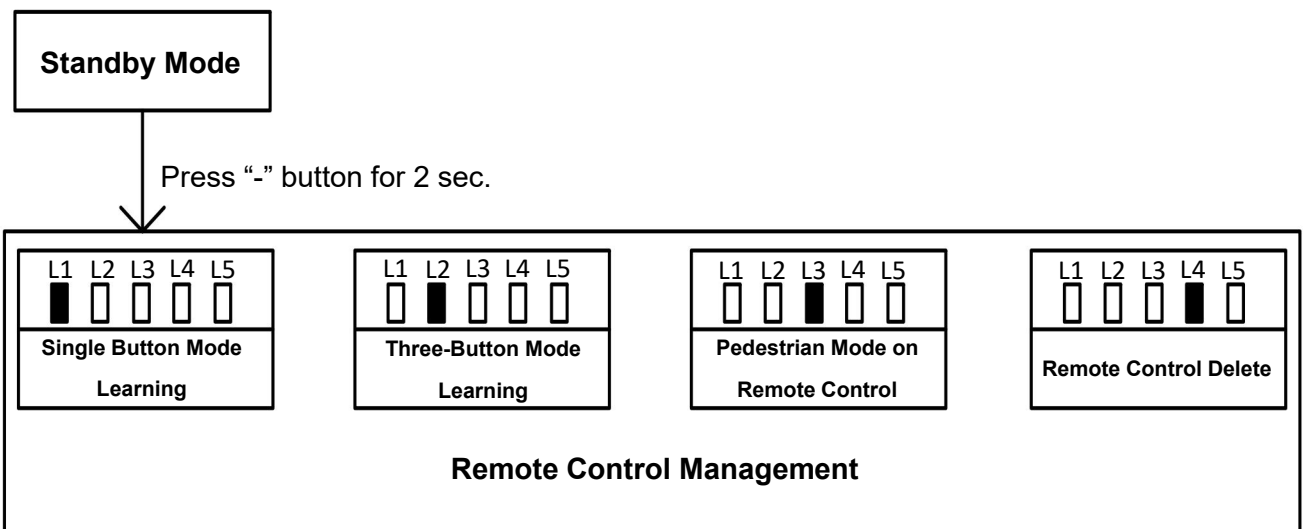 Standby Mode
Press “-” button for 2 sec.
L1 L2 L3 L4 L5
Single Button Mode
Learning
L1 L2 L3 L4 L5
Three-Button Mode
Learning
L1 L2 L3 L4 L5
Pedestrian Mode on
Remote Control
L1 L2 L3 L4 L5
Remote Control Delete
Remote Control Management